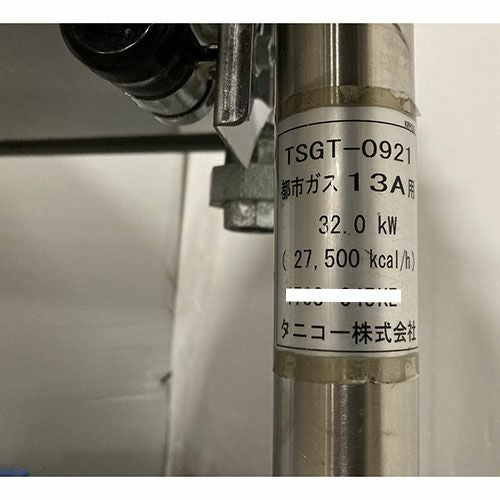 TSGT-0921
都市ガス 13A用
32.0 kW
( 27,500 kcal/h)
タニコー株式会社